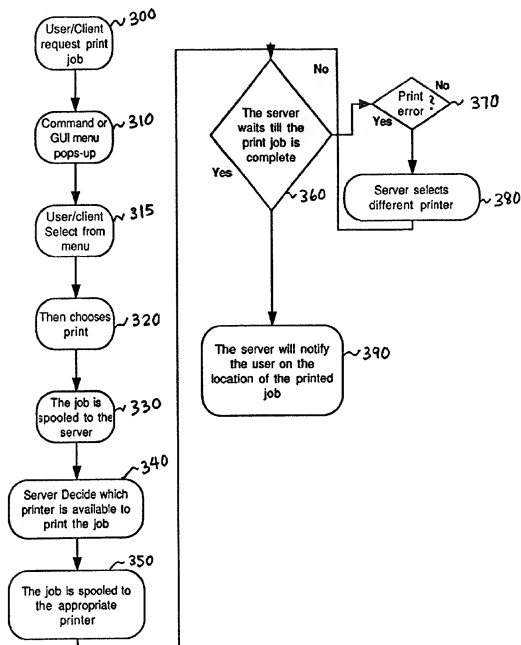 300
User/Client
request print
job
310
Command or
GUI menu
pops-up
315
User/client
Select from
menu
320
Then chooses
print
330
The job is
spooled to the
server
340
Server Decide which
printer is available to
print the job
350
The job is spooled to
the appropriate
printer
No
The server
waits till the
print job is
complete
Yes
360
No
Print
error ?
Yes
370
Server selects
different printer
380
The server will notify
the user on the
location of the printed
job
390